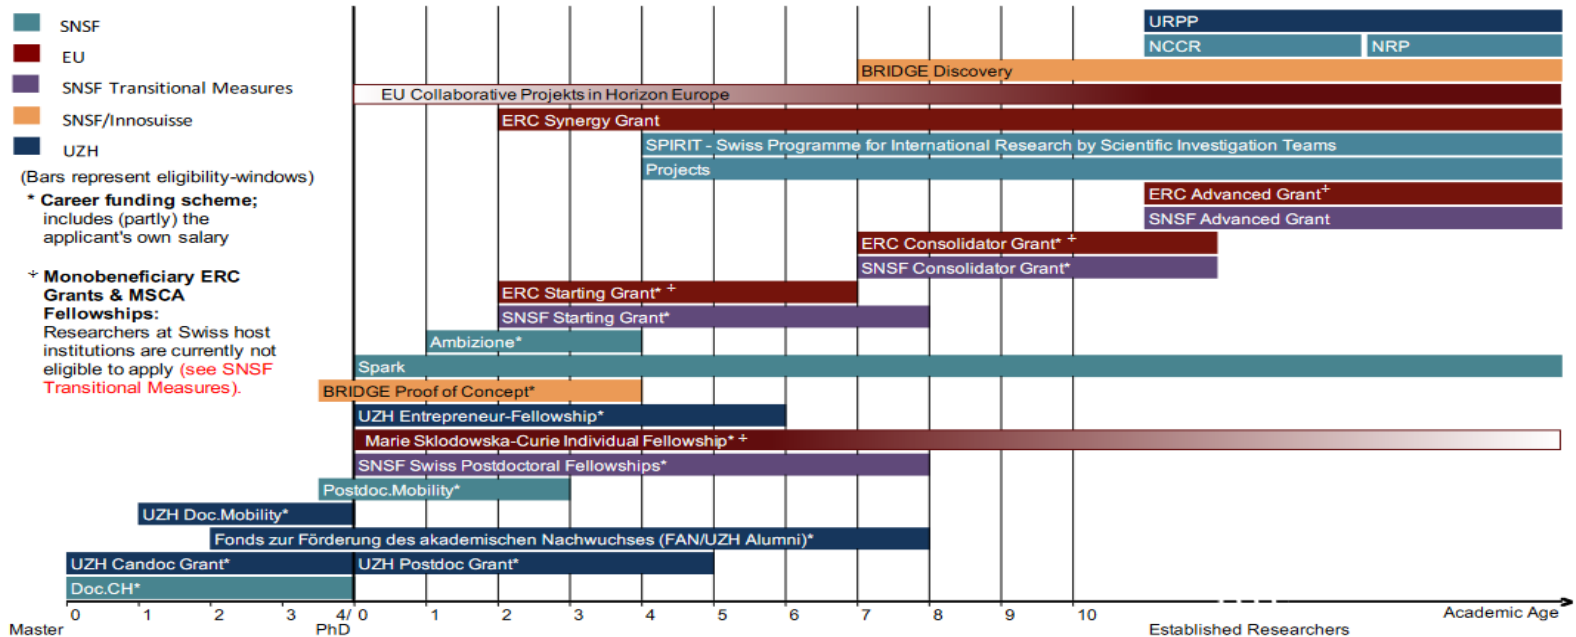 SNSF
EU
SNSF Transitional Measures
SNSF/Innosuisse
UZH
(Bars represent eligibility-windows)
* Career funding scheme;
includes (partly) the
applicant's own salary
+ Monobeneficiary ERC
Grants & MSCA
Fellowships:
Researchers at Swiss host
institutions are currently not
eligible to apply (see SNSF
Transitional Measures).
URPP
NCCR NRP
BRIDGE Discovery
EU Collaborative Projekts in Horizon Europe
ERC Synergy Grant
SPIRIT - Swiss Programme for International Research by Scientific Investigation Teams
Projects
ERC Advanced Grant+
SNSF Advanced Grant
ERC Consolidator Grant* +
SNSF Consolidator Grant*
ERC Starting Grant* +
SNSF Starting Grant*
Ambizione*
Spark
BRIDGE Proof of Concept*
UZH Entrepreneur-Fellowship*
Marie Sklodowska-Curie Individual Fellowship* +
SNSF Swiss Postdoctoral Fellowships*
Postdoc.Mobility*
UZH Doc.Mobility*
Fonds zur Förderung des akademischen Nachwuchses (FAN/UZH Alumni)*
UZH Candoc Grant* UZH Postdoc Grant*
Doc.CH*
0 1 2 3 4/ 0 1 2 3 4 5 6 7 8 9 10 Academic Age
Master PhD Established Researchers